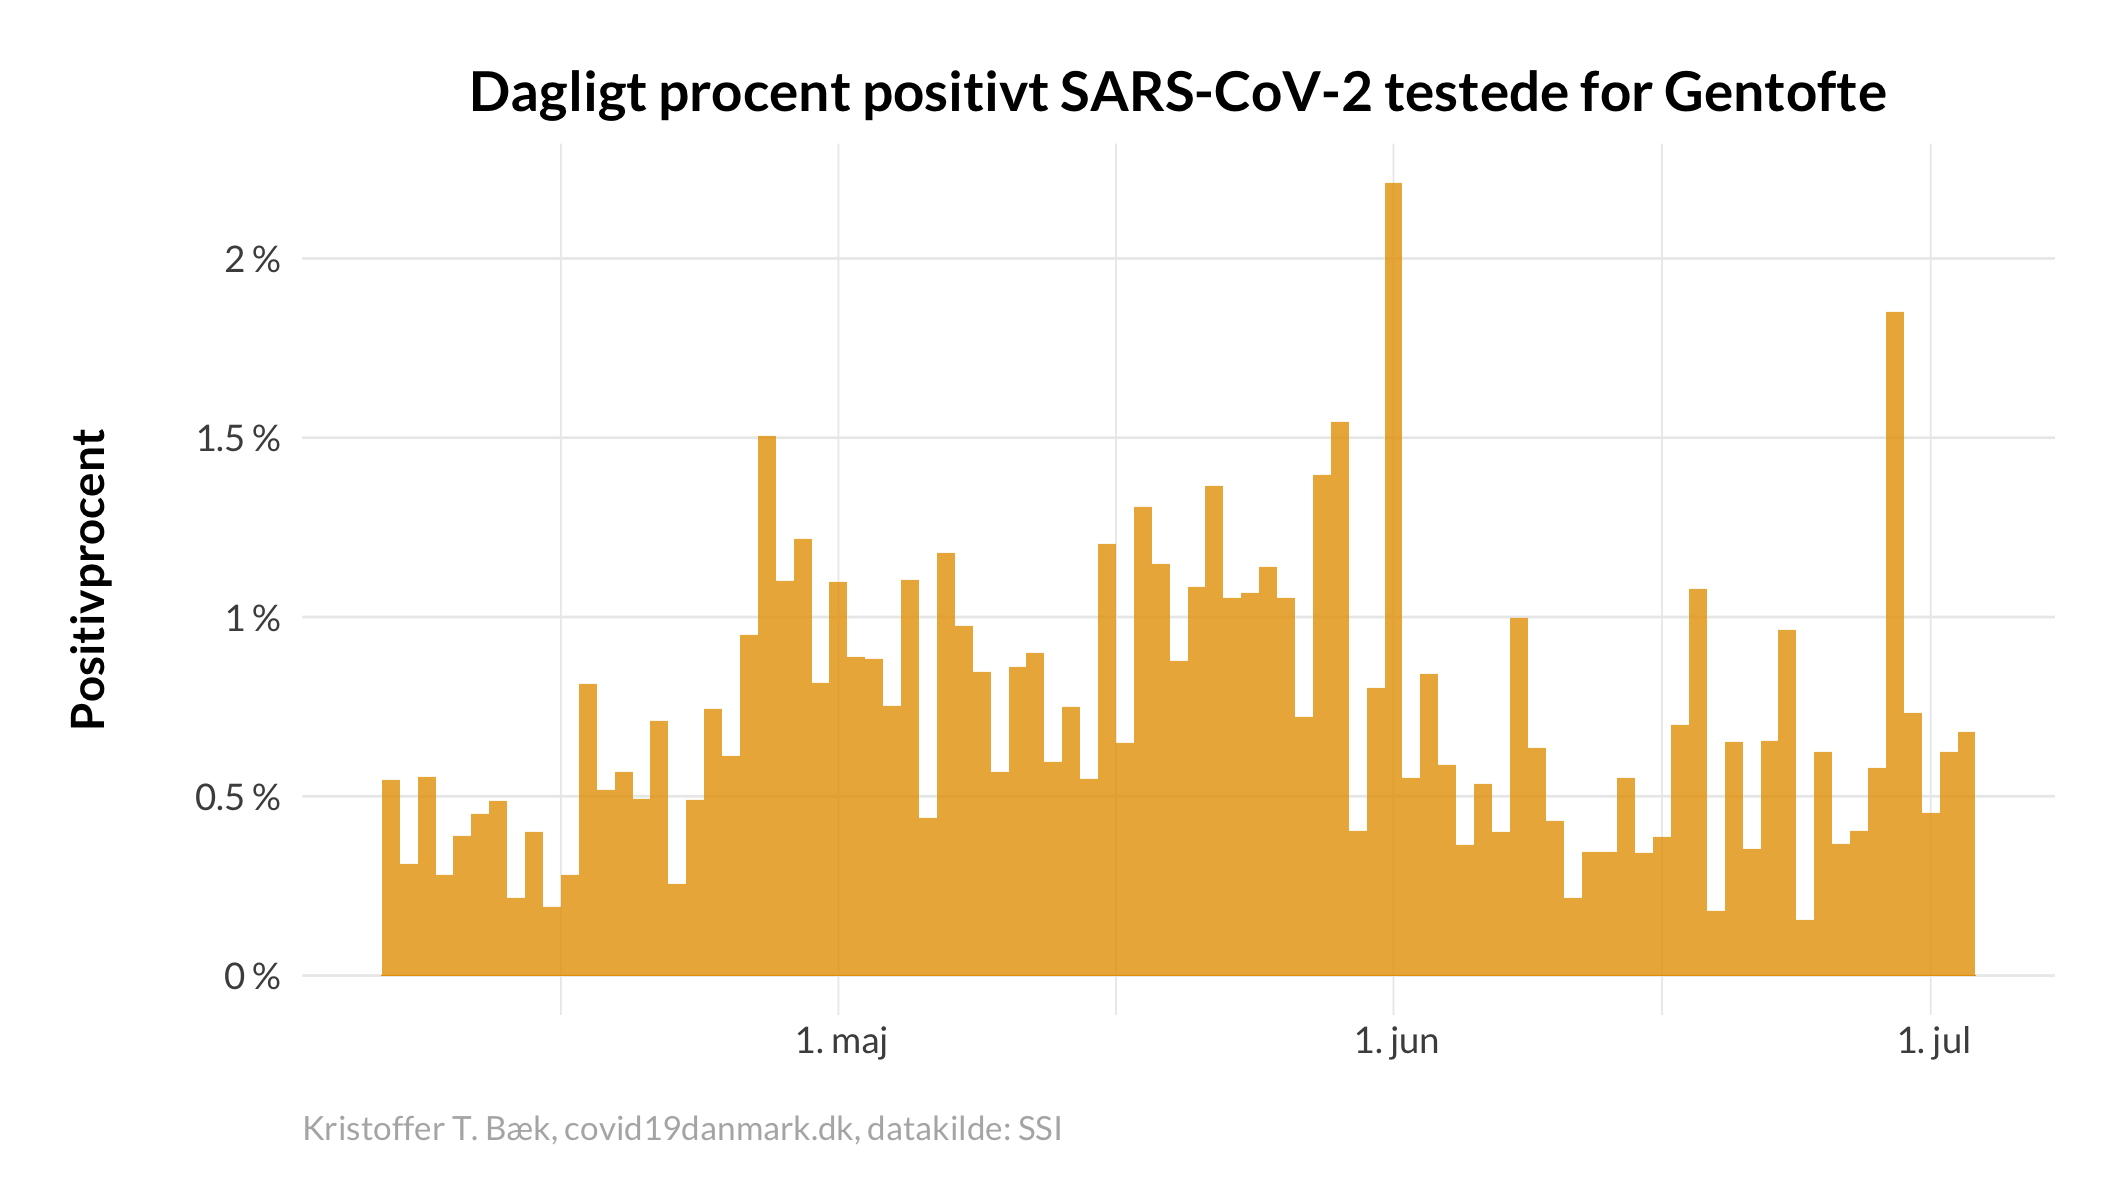 Dagligt procent positivt SARS-CoV-2 testede for Gentofte
Positivprocent
2 %
1.5 %
1 %
0.5 %
0 %
1. maj
1. jun
1. jul
Kristoffer T. Bæk, covid19danmark.dk, datakilde: SSI